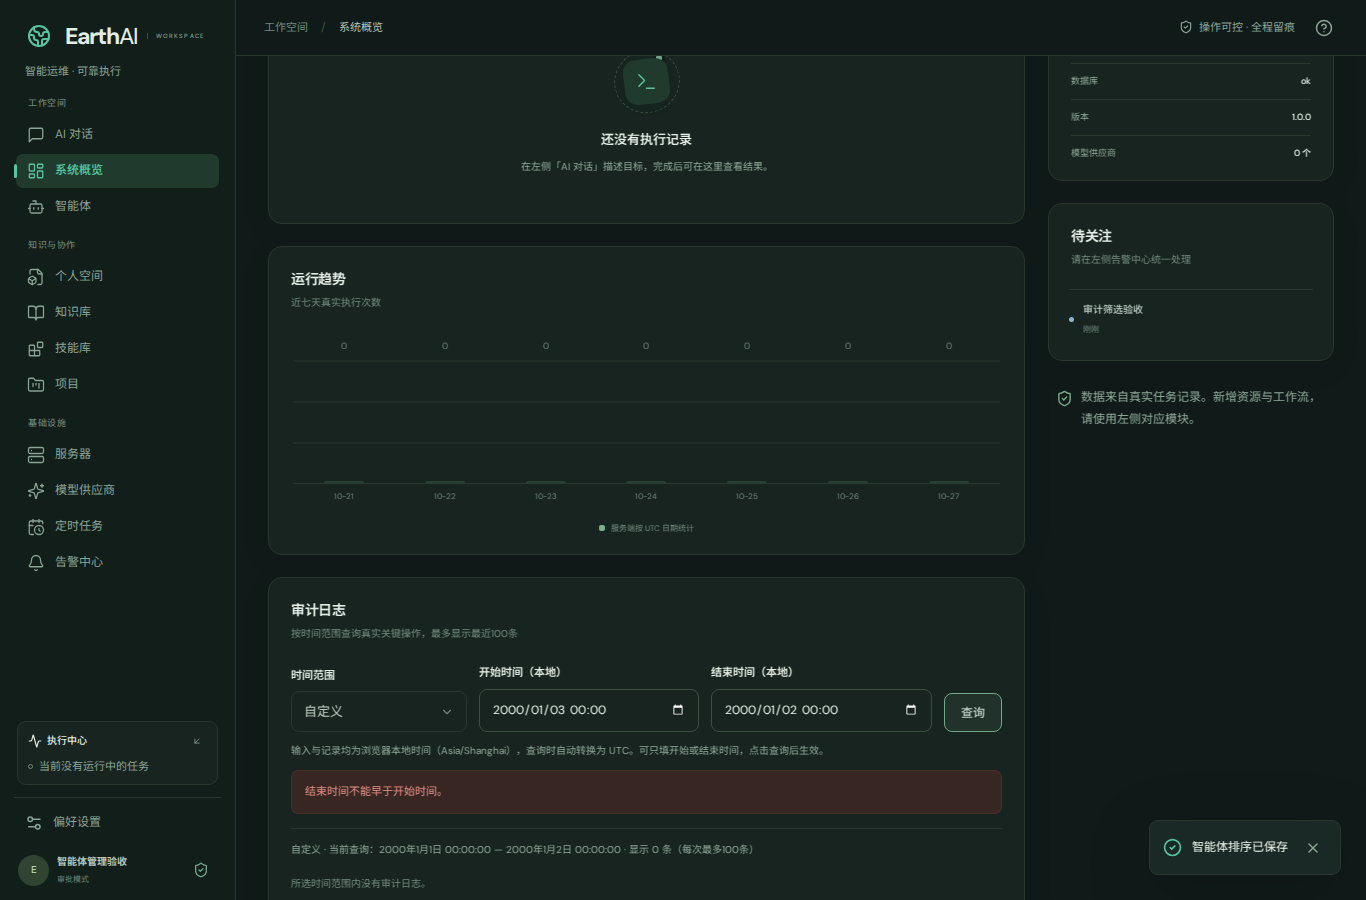 EarthAI
WORKSPACE
智能运维 · 可靠执行
工作空间
AI 对话
系统概览
智能体
知识与协作
个人空间
知识库
技能库
项目
基础设施
服务器
模型供应商
定时任务
告警中心
执行中心
当前没有运行中的任务
偏好设置
E
智能体管理验收
审批模式
工作空间 / 系统概览
操作可控 · 全程留痕
还没有执行记录
在左侧「AI 对话」描述目标，完成后可在这里查看结果。
运行趋势
近七天真实执行次数
0 0 0 0 0 0 0
10-21 10-22 10-23 10-24 10-25 10-26 10-27
服务端按 UTC 日期统计
审计日志
按时间范围查询真实关键操作，最多显示最近100条
时间范围 开始时间（本地） 结束时间（本地）
自定义 2000/01/03 00:00 2000/01/02 00:00 查询
输入与记录均为浏览器本地时间（Asia/Shanghai），查询时自动转换为 UTC。可只填开始或结束时间，点击查询后生效。
结束时间不能早于开始时间。
自定义 · 当前查询：2000年1月1日 00:00:00 — 2000年1月2日 00:00:00 · 显示 0 条（每次最多100条）
所选时间范围内没有审计日志。
数据库 ok
版本 1.0.0
模型供应商 0 个
待关注
请在左侧告警中心统一处理
审计筛选验收
刚刚
数据来自真实任务记录。新增资源与工作流，
请使用左侧对应模块。
智能体排序已保存